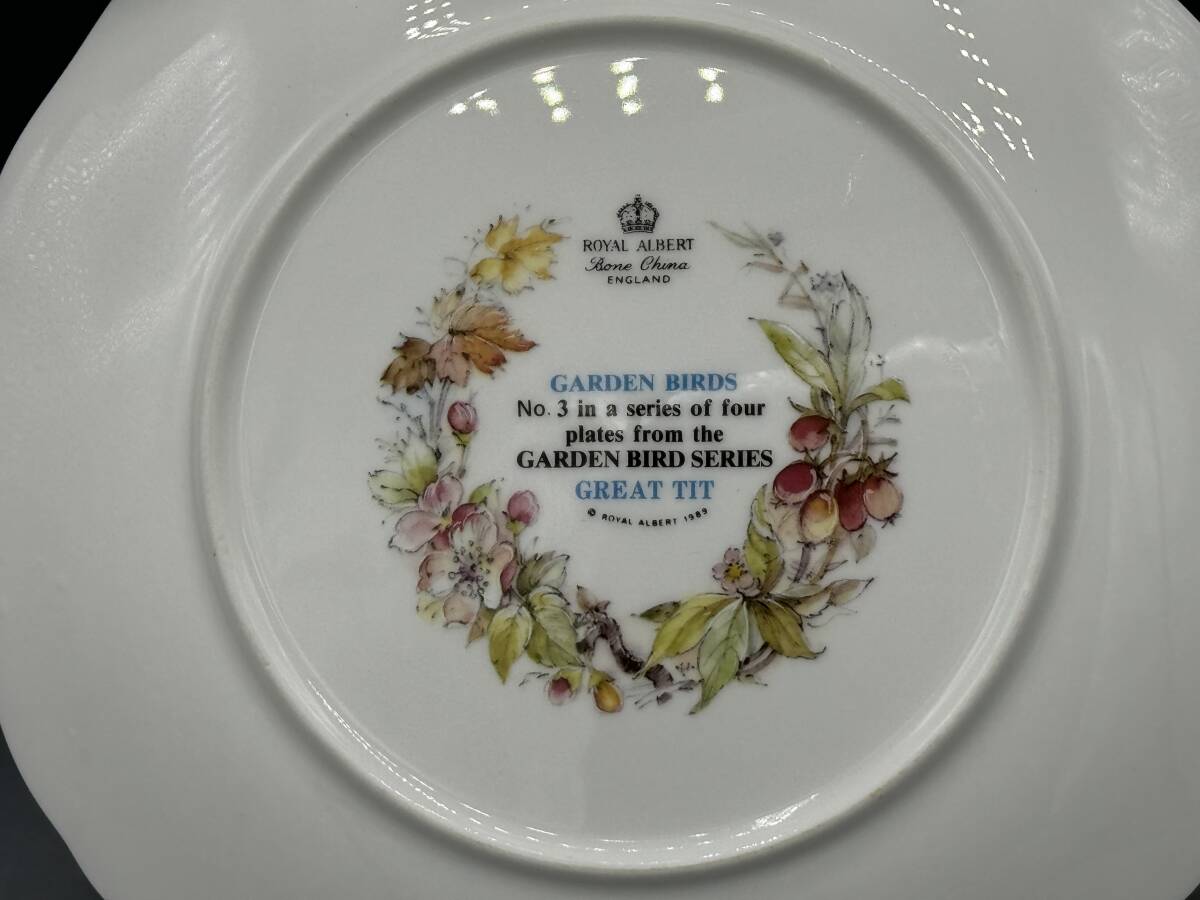 ROYAL ALBERT
Bone China
ENGLAND
GARDEN BIRDS
No. 3 in a series of four
plates from the
GARDEN BIRD SERIES
GREAT TIT
© ROYAL ALBERT 1989